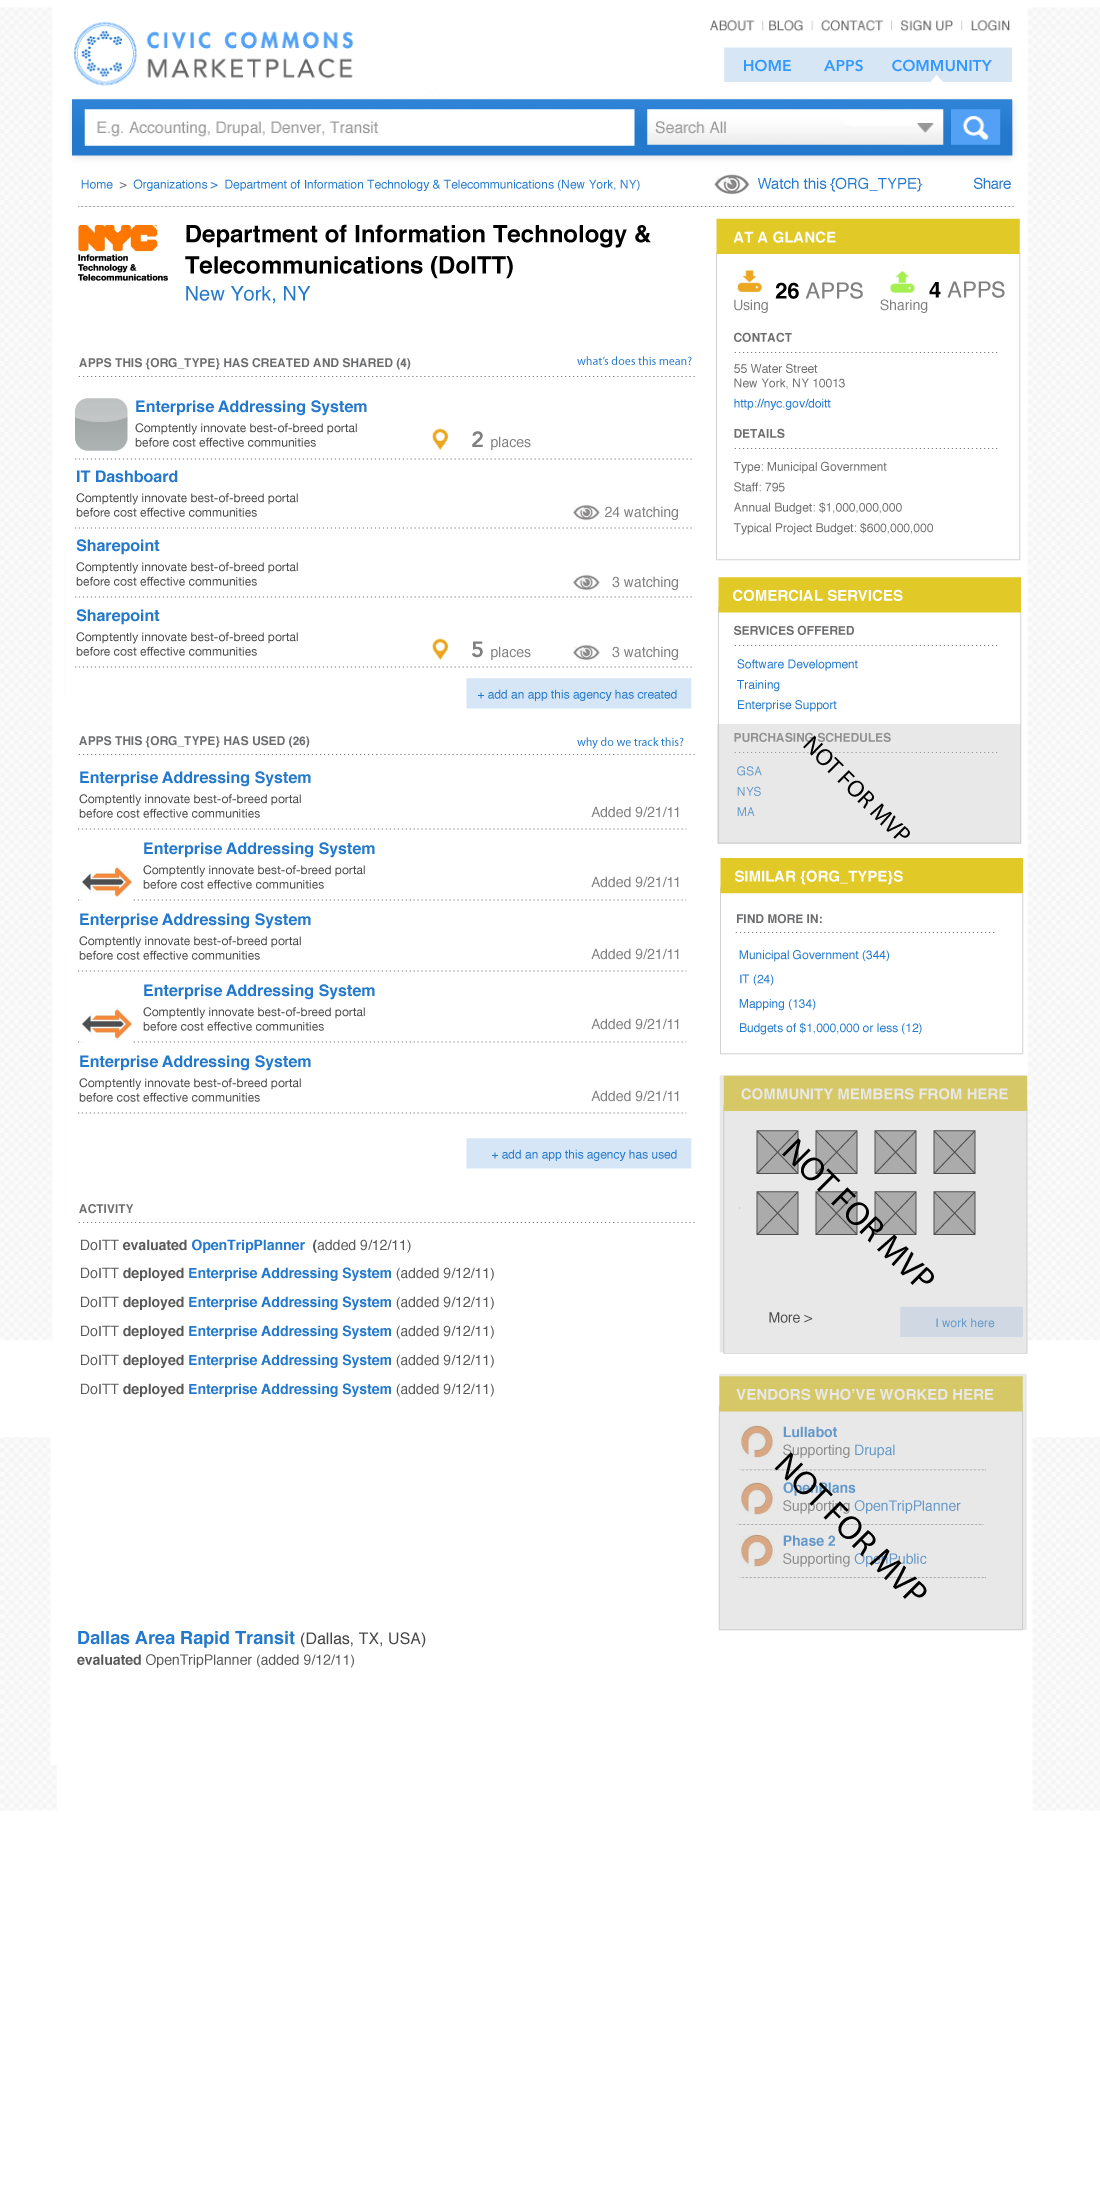 CIVIC COMMONS
MARKETPLACE
ABOUT | BLOG | CONTACT | SIGN UP | LOGIN
HOME APPS COMMUNITY
E.g. Accounting, Drupal, Denver, Transit
Search All
Home > Organizations > Department of Information Technology & Telecommunications (New York, NY)
Watch this {ORG_TYPE}
Share
NYC
Information
Technology &
Telecommunications
Department of Information Technology &
Telecommunications (DoITT)
New York, NY
APPS THIS {ORG_TYPE} HAS CREATED AND SHARED (4)
what's does this mean?
Enterprise Addressing System
Comptently innovate best-of-breed portal
before cost effective communities
2 places
IT Dashboard
Comptently innovate best-of-breed portal
before cost effective communities
24 watching
Sharepoint
Comptently innovate best-of-breed portal
before cost effective communities
3 watching
Sharepoint
Comptently innovate best-of-breed portal
before cost effective communities
5 places
3 watching
+ add an app this agency has created
APPS THIS {ORG_TYPE} HAS USED (26)
why do we track this?
Enterprise Addressing System
Comptently innovate best-of-breed portal
before cost effective communities
Added 9/21/11
Enterprise Addressing System
Comptently innovate best-of-breed portal
before cost effective communities
Added 9/21/11
Enterprise Addressing System
Comptently innovate best-of-breed portal
before cost effective communities
Added 9/21/11
Enterprise Addressing System
Comptently innovate best-of-breed portal
before cost effective communities
Added 9/21/11
Enterprise Addressing System
Comptently innovate best-of-breed portal
before cost effective communities
Added 9/21/11
+ add an app this agency has used
ACTIVITY
DoITT evaluated OpenTripPlanner (added 9/12/11)
DoITT deployed Enterprise Addressing System (added 9/12/11)
DoITT deployed Enterprise Addressing System (added 9/12/11)
DoITT deployed Enterprise Addressing System (added 9/12/11)
DoITT deployed Enterprise Addressing System (added 9/12/11)
DoITT deployed Enterprise Addressing System (added 9/12/11)
Dallas Area Rapid Transit (Dallas, TX, USA)
evaluated OpenTripPlanner (added 9/12/11)
AT A GLANCE
Using 26 APPS
Sharing 4 APPS
CONTACT
55 Water Street
New York, NY 10013
http://nyc.gov/doitt
DETAILS
Type: Municipal Government
Staff: 795
Annual Budget: $1,000,000,000
Typical Project Budget: $600,000,000
COMERCIAL SERVICES
SERVICES OFFERED
Software Development
Training
Enterprise Support
PURCHASING SCHEDULES
GSA
NYS
MA
NOT FOR MVP
SIMILAR {ORG_TYPE}S
FIND MORE IN:
Municipal Government (344)
IT (24)
Mapping (134)
Budgets of $1,000,000 or less (12)
COMMUNITY MEMBERS FROM HERE
NOT FOR MVP
More >
I work here
VENDORS WHO'VE WORKED HERE
Lullabot
Supporting Drupal
OpenPlans
Supporting OpenTripPlanner
Phase 2
Supporting OpenPublic
NOT FOR MVP